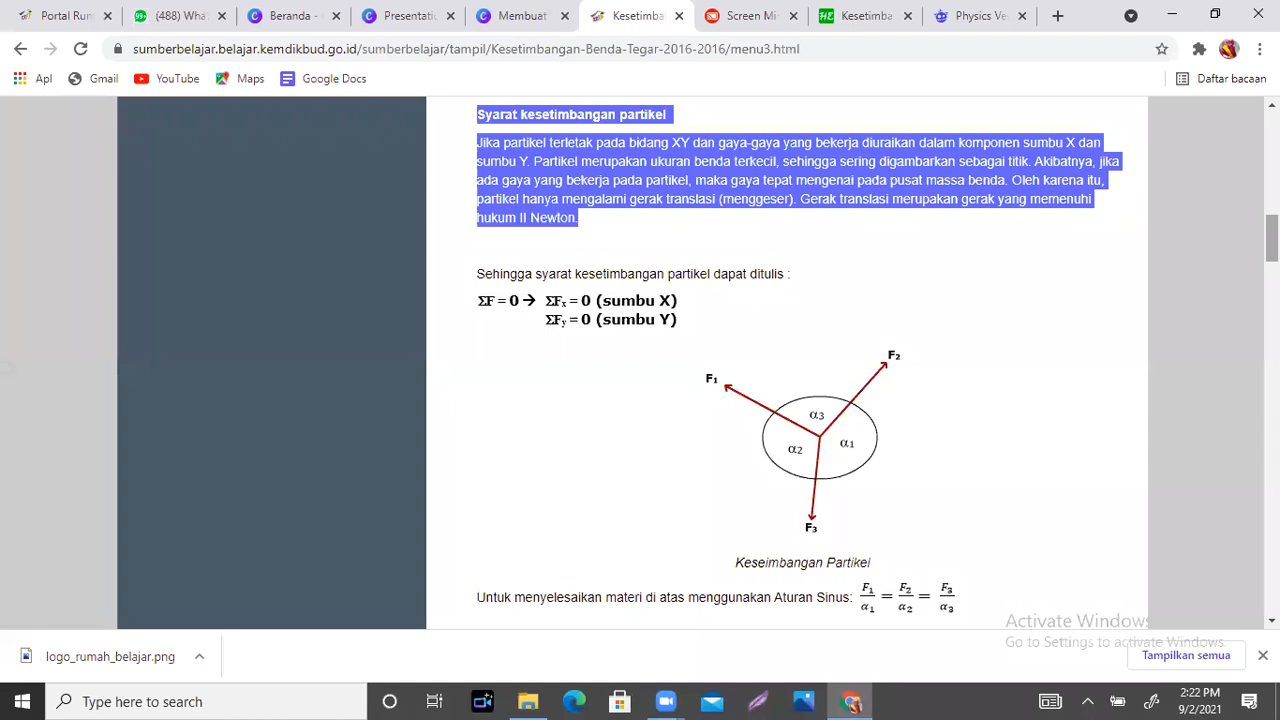 Portal Rum
(488) Wha
Beranda -
Presentati
Membuat
Kesetimba
Screen Mi
Kesetimba
Physics Ve
sumberbelajar.belajar.kemdikbud.go.id/sumberbelajar/tampil/Kesetimbangan-Benda-Tegar-2016-2016/menu3.html
Apl Gmail YouTube Maps Google Docs Daftar bacaan
Syarat kesetimbangan partikel
Jika partikel terletak pada bidang XY dan gaya-gaya yang bekerja diuraikan dalam komponen sumbu X dan
sumbu Y. Partikel merupakan ukuran benda terkecil, sehingga sering digambarkan sebagai titik. Akibatnya, jika
ada gaya yang bekerja pada partikel, maka gaya tepat mengenai pada pusat massa benda. Oleh karena itu,
partikel hanya mengalami gerak translasi (menggeser). Gerak translasi merupakan gerak yang memenuhi
hukum II Newton.
Sehingga syarat kesetimbangan partikel dapat ditulis :
ΣF = 0 → ΣFx = 0 (sumbu X)
ΣFy = 0 (sumbu Y)
F2
F1
α3
α2 α1
F3
Keseimbangan Partikel
Untuk menyelesaikan materi di atas menggunakan Aturan Sinus: F1/α1 = F2/α2 = F3/α3
Activate Windows
Go to Settings to activate Windows.
logo_rumah_belajar.png
Tampilkan semua
Type here to search
2:22 PM
9/2/2021